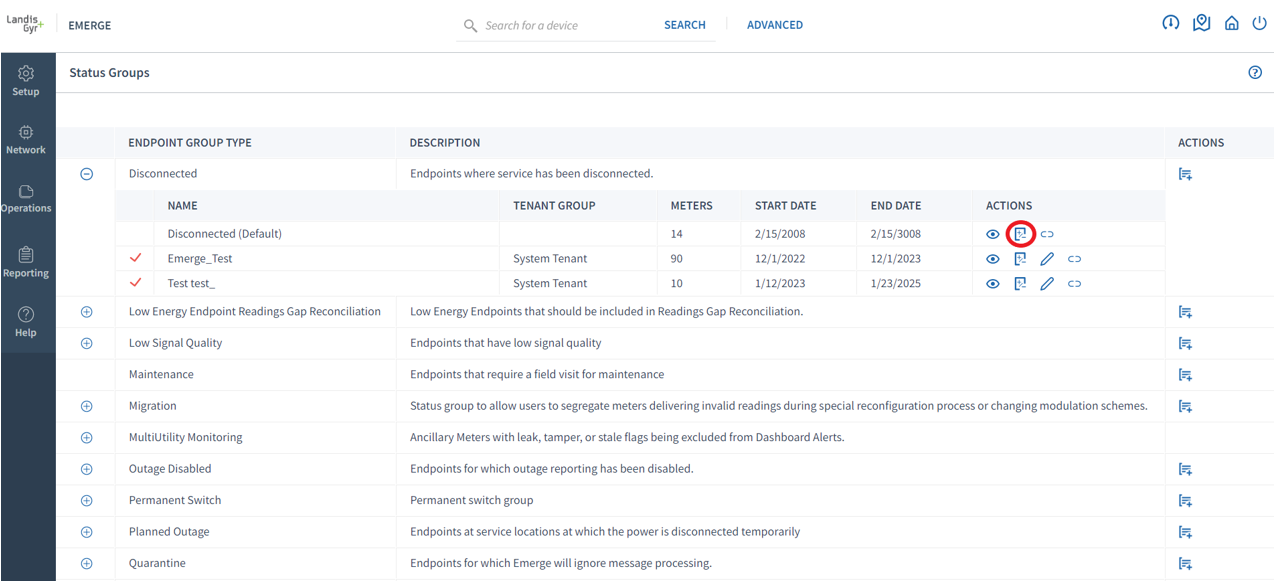 Landis Gyr+ EMERGE Search for a device SEARCH ADVANCED
Status Groups
Setup
Network
Operations
Reporting
Help
ENDPOINT GROUP TYPE DESCRIPTION ACTIONS
Disconnected Endpoints where service has been disconnected.
NAME TENANT GROUP METERS START DATE END DATE ACTIONS
Disconnected (Default) 14 2/15/2008 2/15/3008
Emerge_Test System Tenant 90 12/1/2022 12/1/2023
Test test_ System Tenant 10 1/12/2023 1/23/2025
Low Energy Endpoint Readings Gap Reconciliation Low Energy Endpoints that should be included in Readings Gap Reconciliation.
Low Signal Quality Endpoints that have low signal quality
Maintenance Endpoints that require a field visit for maintenance
Migration Status group to allow users to segregate meters delivering invalid readings during special reconfiguration process or changing modulation schemes.
MultiUtility Monitoring Ancillary Meters with leak, tamper, or stale flags being excluded from Dashboard Alerts.
Outage Disabled Endpoints for which outage reporting has been disabled.
Permanent Switch Permanent switch group
Planned Outage Endpoints at service locations at which the power is disconnected temporarily
Quarantine Endpoints for which Emerge will ignore message processing.